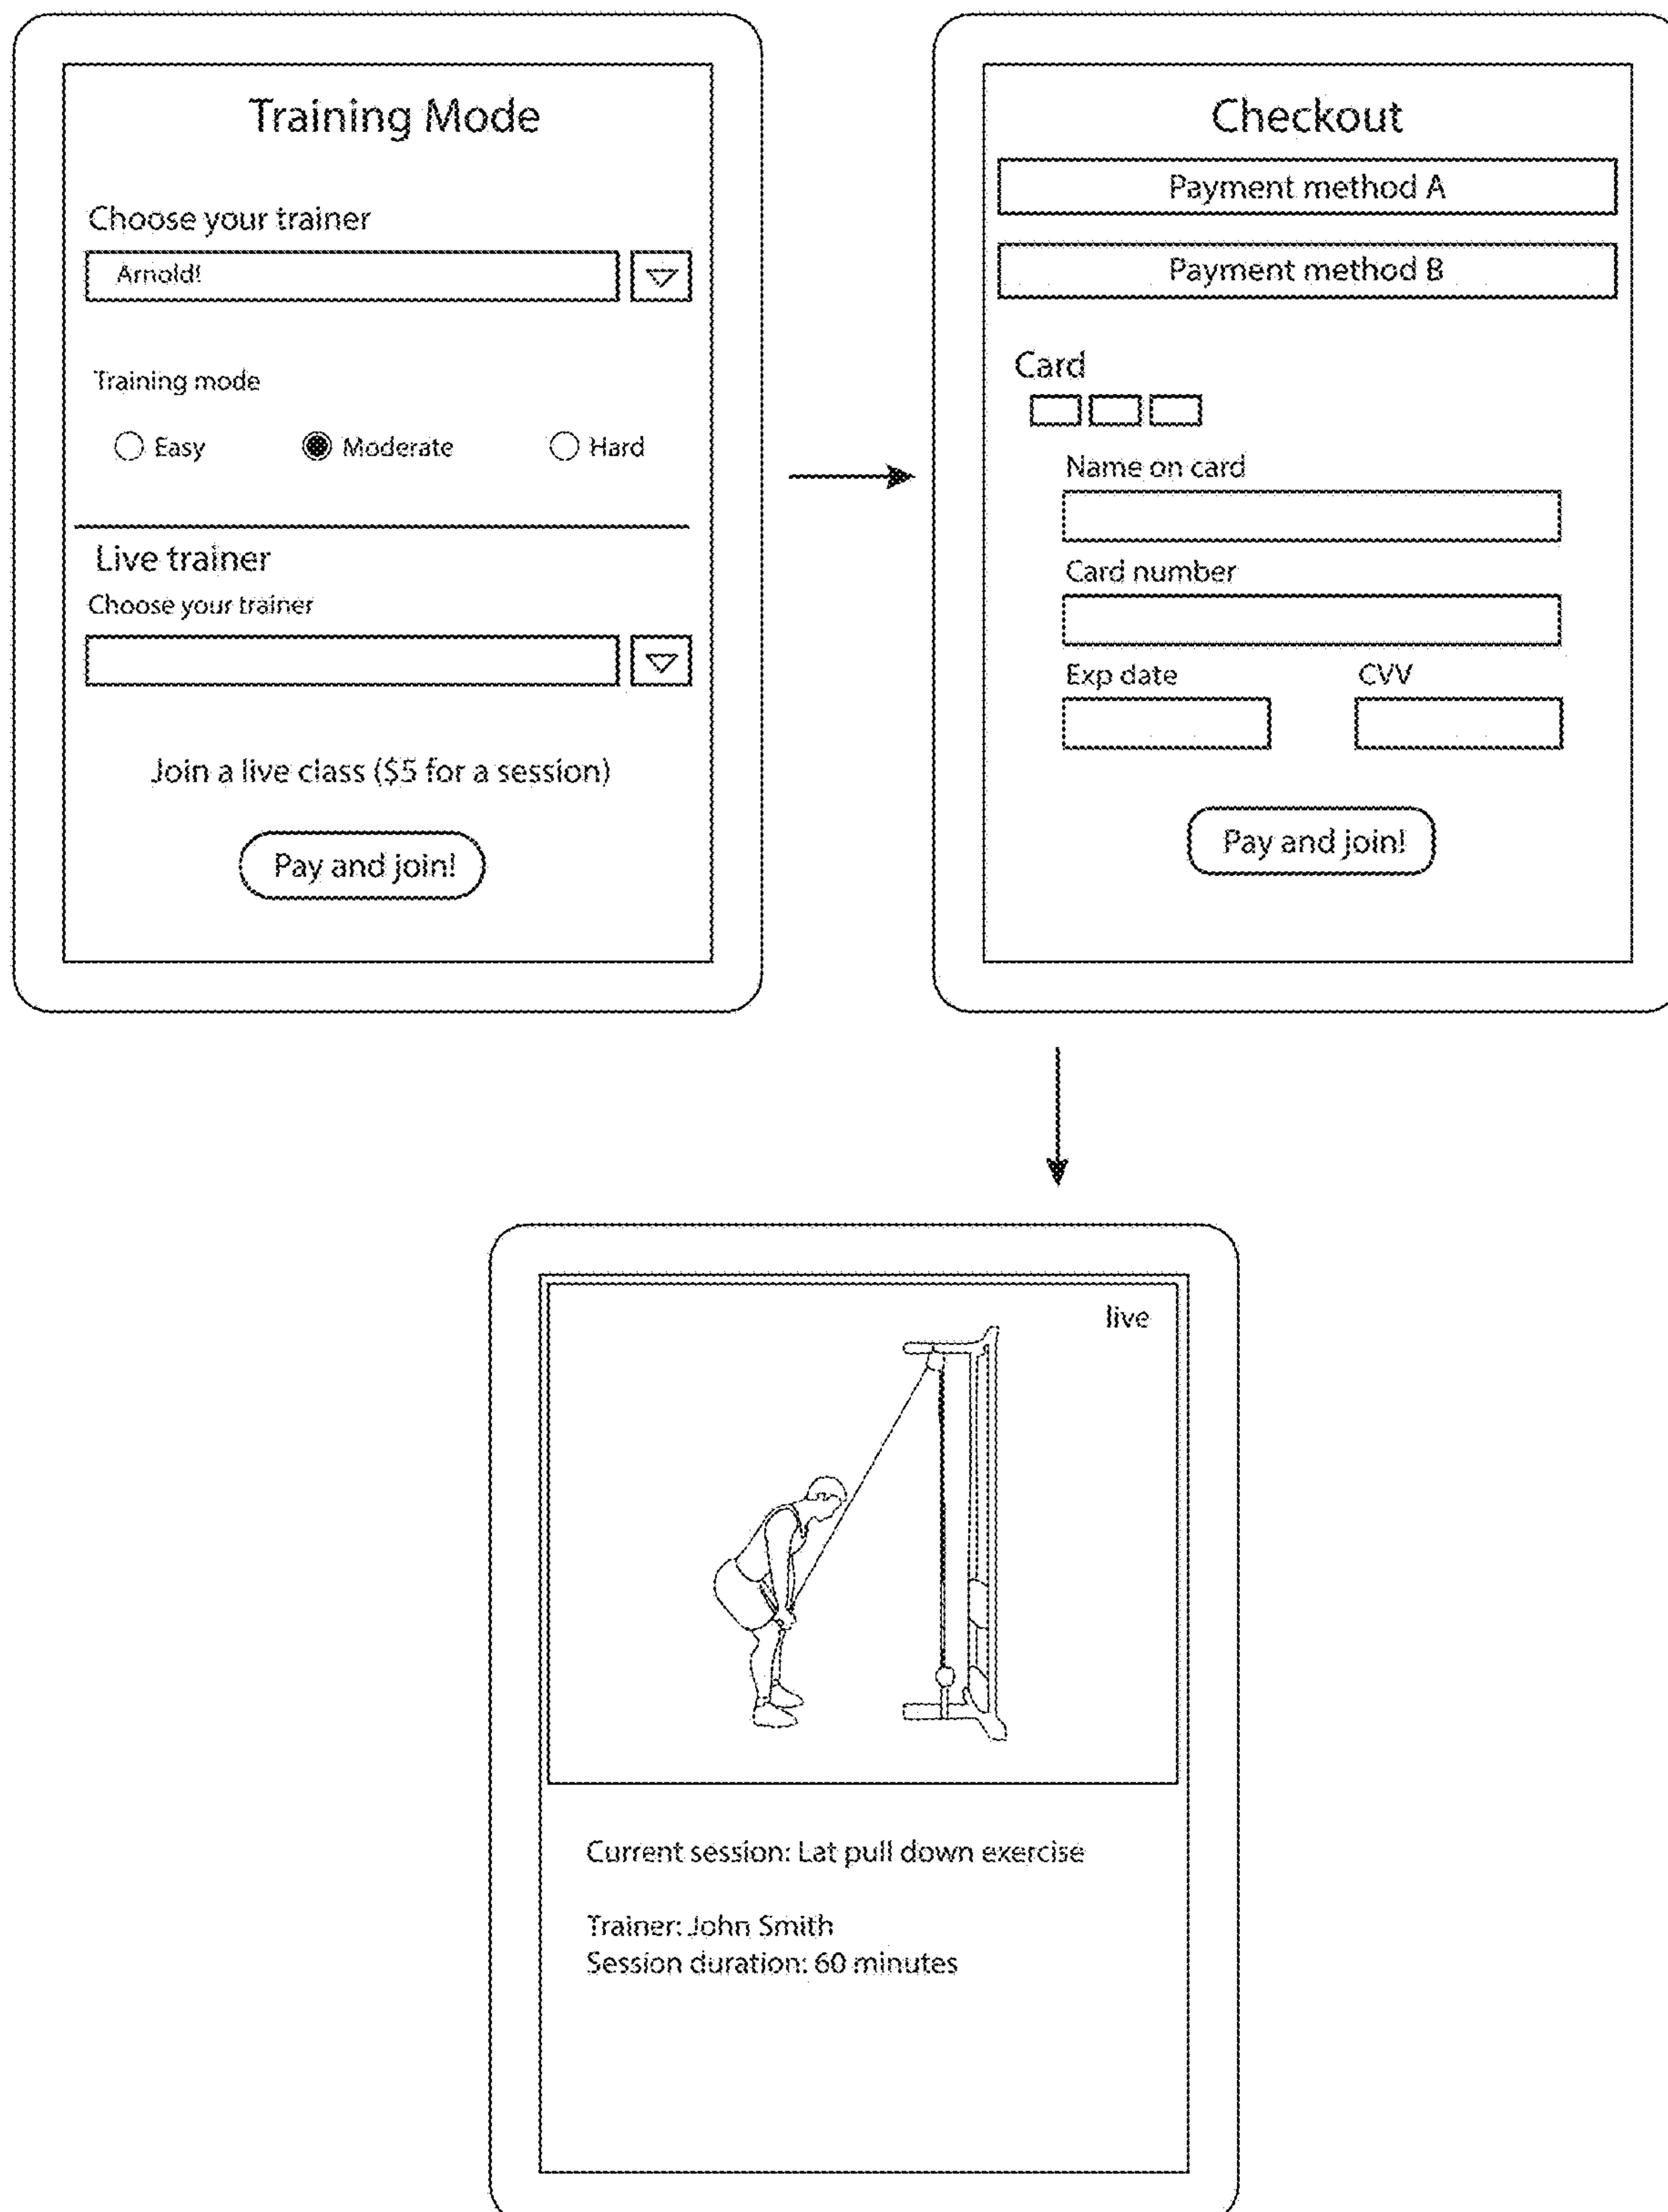 Training Mode
Choose your trainer
Arnold!
Training mode
Easy Moderate Hard
Live trainer
Choose your trainer
Join a live class ($5 for a session)
Pay and join!
Checkout
Payment method A
Payment method B
Card
Name on card
Card number
Exp date CVV
Pay and join!
live
Current session: Lat pull down exercise
Trainer: John Smith
Session duration: 60 minutes